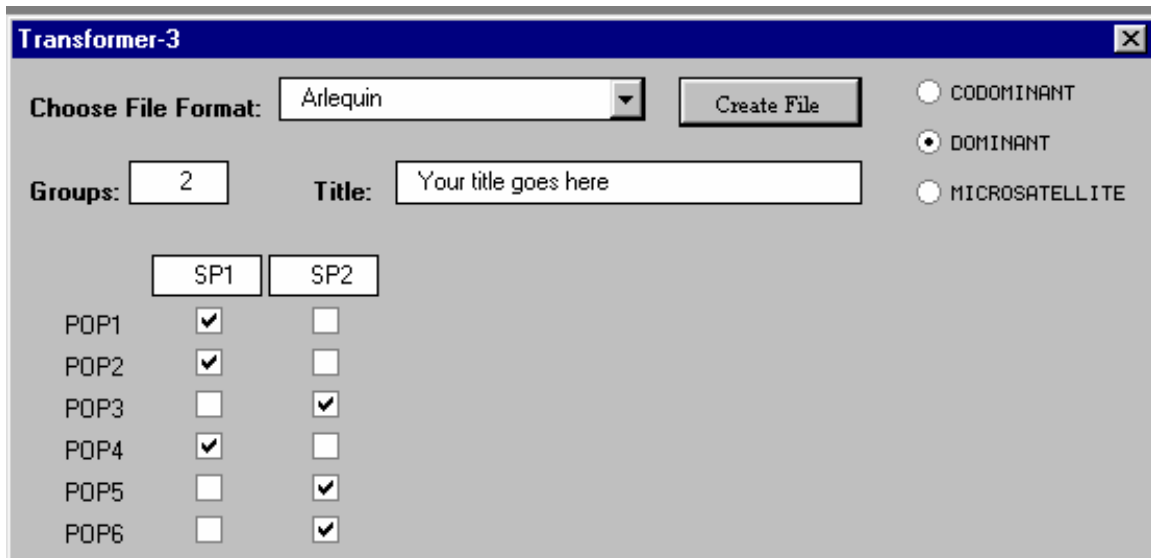 Transformer-3
Choose File Format: Arlequin Create File CODOMINANT
DOMINANT
Groups: 2 Title: Your title goes here MICROSATELLITE
SP1 SP2
POP1
POP2
POP3
POP4
POP5
POP6